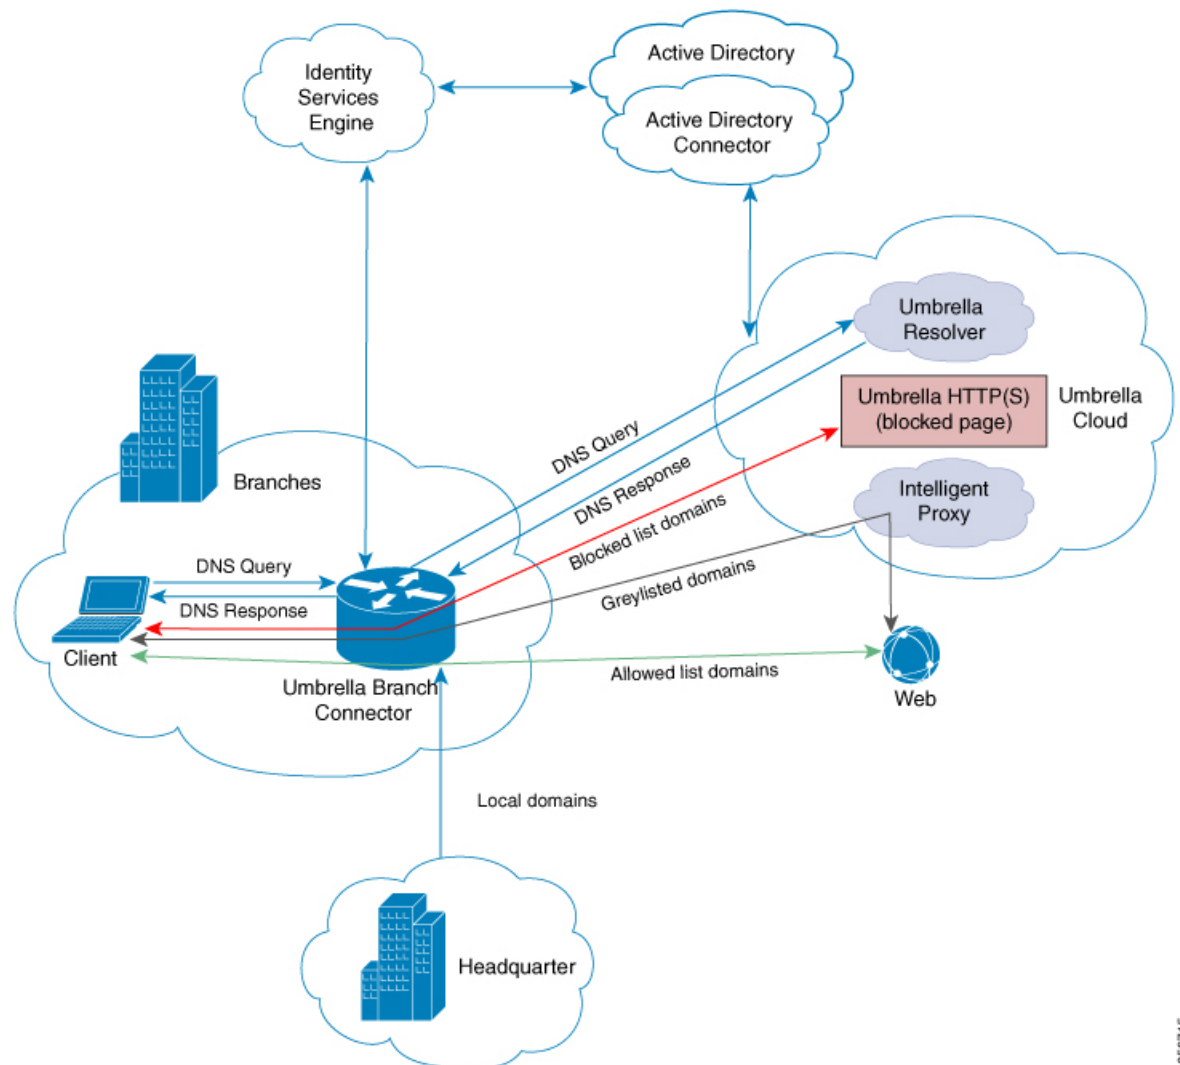 Identity
Services
Engine
Active Directory
Active Directory
Connector
Umbrella
Resolver
Umbrella HTTP(S)
(blocked page)
Umbrella
Cloud
Intelligent
Proxy
DNS Query
DNS Response
Blocked list domains
Greylisted domains
Branches
DNS Query
DNS Response
Client
Umbrella Branch
Connector
Allowed list domains
Web
Local domains
Headquarter